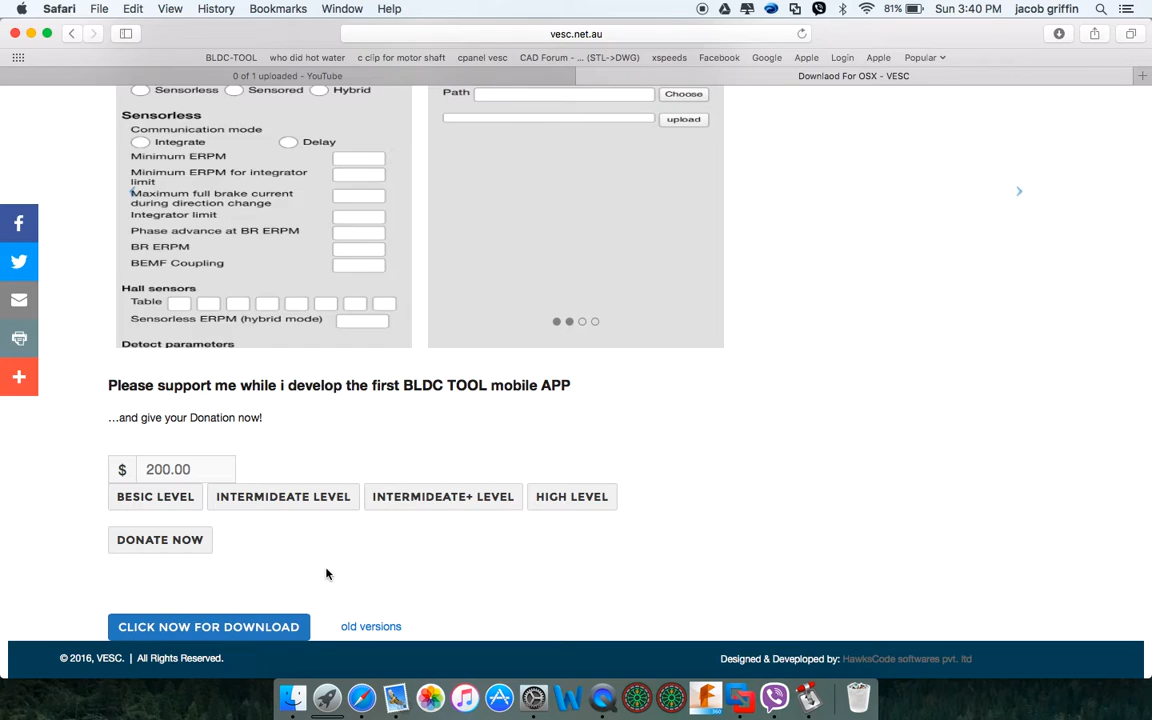 Safari File Edit View History Bookmarks Window Help 81% Sun 3:40 PM jacob griffin
vesc.net.au
BLDC-TOOL who did hot water c clip for motor shaft cpanel vesc CAD Forum - ... (STL->DWG) xspeeds Facebook Google Apple Login Apple Popular
0 of 1 uploaded - YouTube Downlaod For OSX - VESC
Sensorless Sensored Hybrid
Path Choose
upload
Sensorless
Communication mode
Integrate Delay
Minimum ERPM
Minimum ERPM for integrator
limit
Maximum full brake current
during direction change
Integrator limit
Phase advance at BR ERPM
BR ERPM
BEMF Coupling
Hall sensors
Table
Sensorless ERPM (hybrid mode)
Detect parameters
Please support me while i develop the first BLDC TOOL mobile APP
...and give your Donation now!
$ 200.00
BESIC LEVEL INTERMIDEATE LEVEL INTERMIDEATE+ LEVEL HIGH LEVEL
DONATE NOW
CLICK NOW FOR DOWNLOAD old versions
© 2016, VESC. | All Rights Reserved. Designed & Deveploped by: HawksCode softwares pvt. ltd